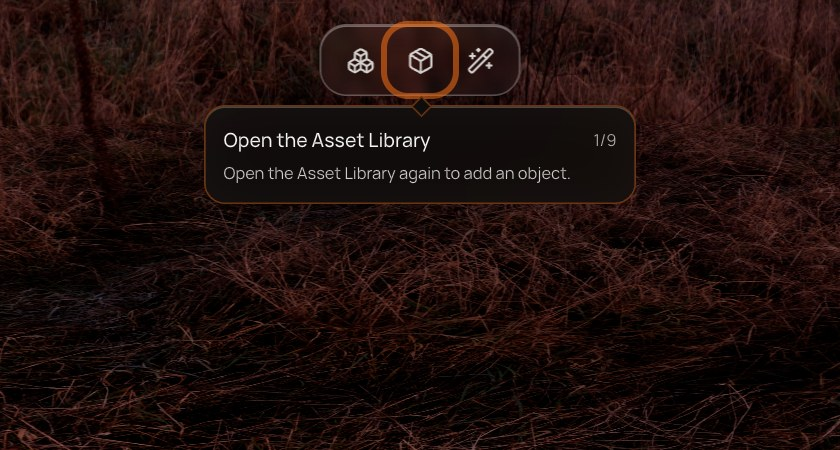 Open the Asset Library 1/9
Open the Asset Library again to add an object.